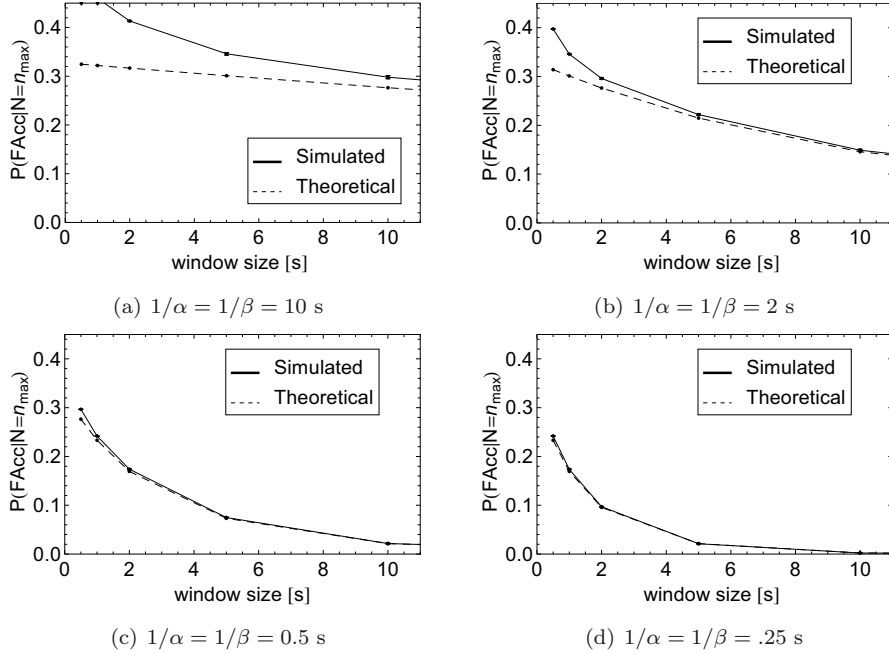 P(FAcc|N=n_max)
0.4
0.3
0.2
0.1
0.0
Simulated
Theoretical
0 2 4 6 8 10
window size [s]
(a) 1/α = 1/β = 10 s
P(FAcc|N=n_max)
0.4
0.3
0.2
0.1
0.0
Simulated
Theoretical
0 2 4 6 8 10
window size [s]
(b) 1/α = 1/β = 2 s
P(FAcc|N=n_max)
0.4
0.3
0.2
0.1
0.0
Simulated
Theoretical
0 2 4 6 8 10
window size [s]
(c) 1/α = 1/β = 0.5 s
P(FAcc|N=n_max)
0.4
0.3
0.2
0.1
0.0
Simulated
Theoretical
0 2 4 6 8 10
window size [s]
(d) 1/α = 1/β = .25 s